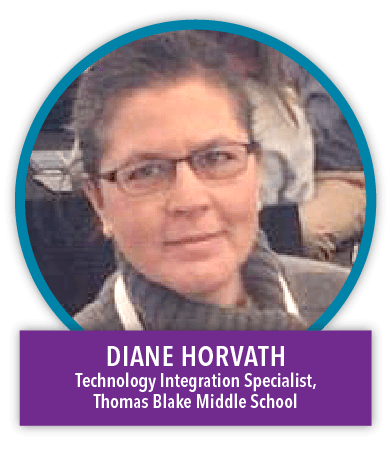 DIANE HORVATH
Technology Integration Specialist,
Thomas Blake Middle School